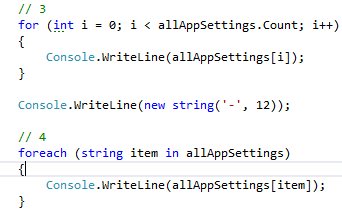 // 3
for (int i = 0; i < allAppSettings.Count; i++)
{
    Console.WriteLine(allAppSettings[i]);
}

Console.WriteLine(new string('-', 12));

// 4
foreach (string item in allAppSettings)
{
    Console.WriteLine(allAppSettings[item]);
}